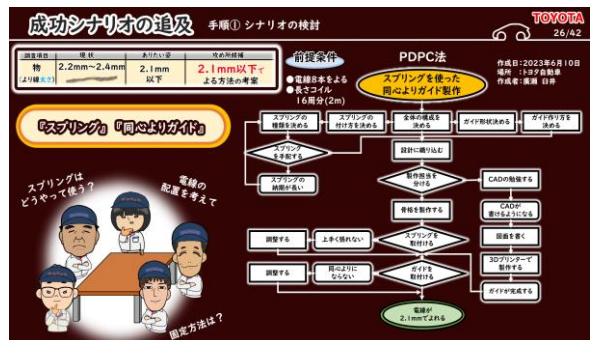 成功シナリオの追及
手順① シナリオの検討
TOYOTA
26/42
調査項目 現状 ありたい姿 攻め所候補
物
(より線太さ)
2.2mm~2.4mm
2.1mm
以下
2.1mm以下で
よる方法の考案
前提条件
●電線8本をよる
●長さコイル
16周分(2m)
PDPC法
作成日:2023年6月10日
場所 :トヨタ自動車
作成者:廣瀬 臼井
スプリングを使った
同心よりガイド製作
『スプリング』『同心よりガイド』
スプリングの
種類を決める
スプリングの
付け方を決める
全体の構成を
決める
ガイド形状決める
ガイド作り方を
決める
スプリング
を手配する
設計に織り込む
スプリングの
納期が長い
製作担当を
分ける
CADの勉強する
骨格を製作する
CADが
書けるようになる
調整する
上手く張れない
スプリングを
取付ける
図面を書く
調整する
同心よりに
ならない
ガイドを
取付ける
3Dプリンターで
製作する
ガイドが完成する
電線が
2.1mmでよれる
スプリングは
どうやって使う?
電線の
配置を考えて
固定方法は?